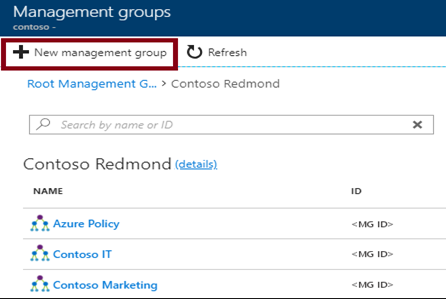 Management groups
contoso -
New management group Refresh
Root Management G... > Contoso Redmond
Search by name or ID
Contoso Redmond (details)
NAME ID
Azure Policy <MG ID>
Contoso IT <MG ID>
Contoso Marketing <MG ID>